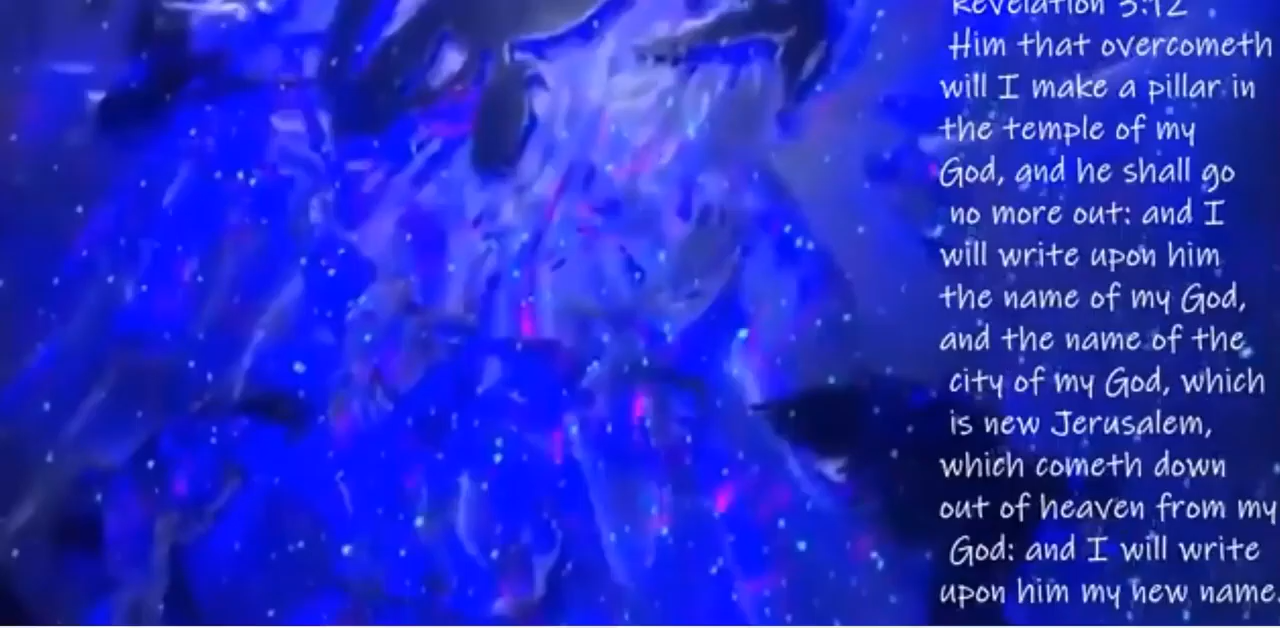 Revelation 3:12
Him that overcometh
will I make a pillar in
the temple of my
God, and he shall go
no more out: and I
will write upon him
the name of my God,
and the name of the
city of my God, which
is new Jerusalem,
which cometh down
out of heaven from my
God: and I will write
upon him my new name.